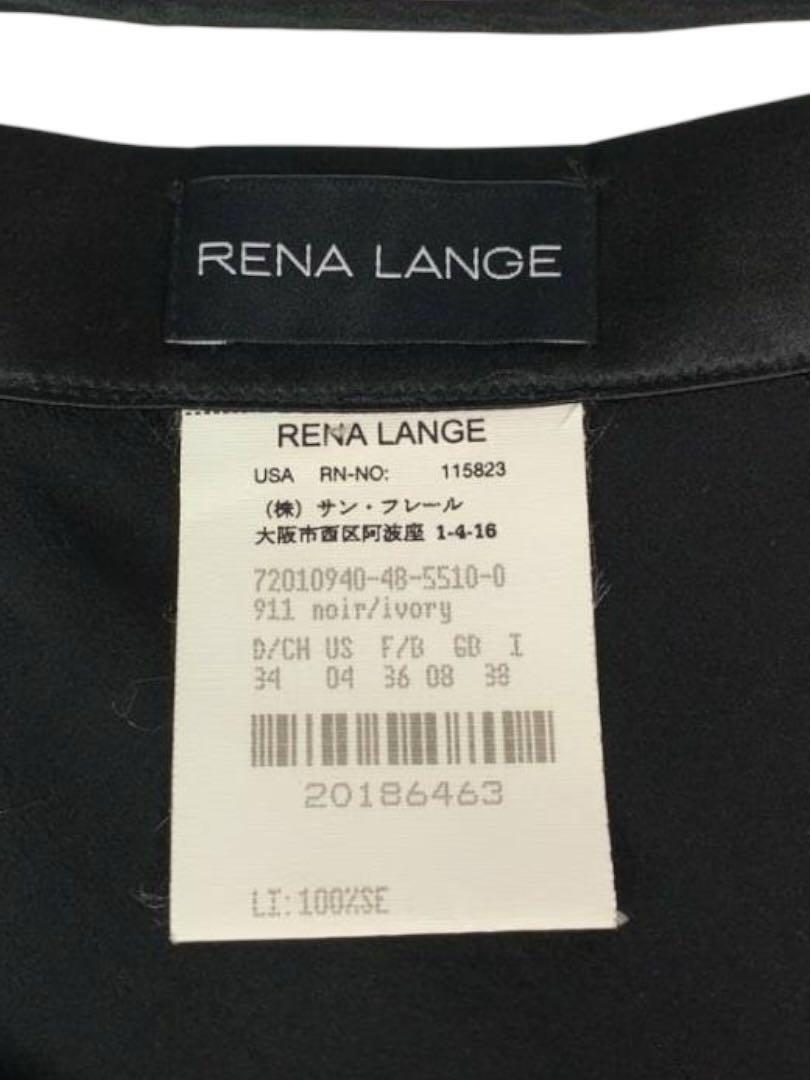 RENA LANGE
RENA LANGE
USA RN-NO: 115823
(株) サン・フレール
大阪市西区阿波座 1-4-16
72010940-48-5510-0
911 noir/ivory
D/CH US F/B GB I
34 04 36 08 38
20186463
LI: 100%SE